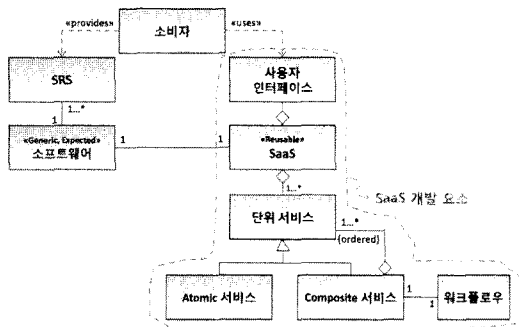 «provides»
소비자
«uses»
SRS
사용자
인터페이스
1...*
1
«Generic, Expected»
소프트웨어
1
1
«Reusable»
SaaS
1...*
SaaS 개발 요소
단위 서비스
1...*
{ordered}
Atomic 서비스
Composite 서비스
1
1
워크플로우